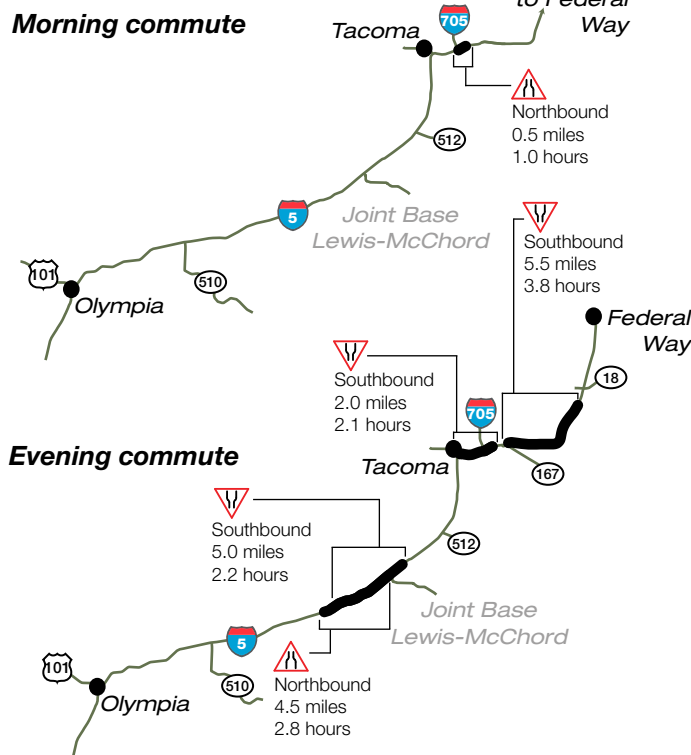 Morning commute
to Federal
Way
705
Tacoma
Northbound
0.5 miles
1.0 hours
512
5
Joint Base
Lewis-McChord
101
510
Olympia
Southbound
5.5 miles
3.8 hours
Federal
Way
18
Southbound
2.0 miles
2.1 hours
705
Evening commute
Tacoma
167
Southbound
5.0 miles
2.2 hours
512
Joint Base
Lewis-McChord
5
101
510
Olympia
Northbound
4.5 miles
2.8 hours